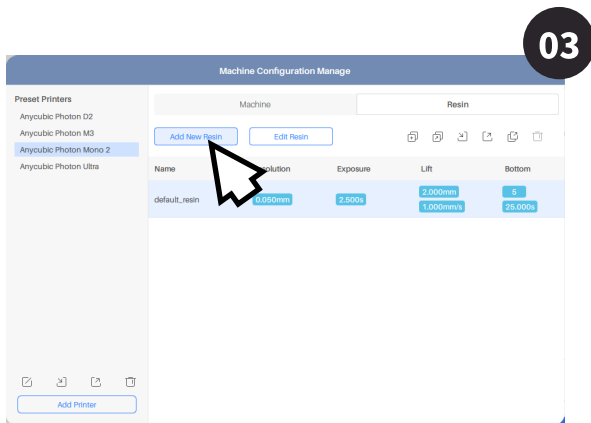 03
Machine Configuration Manage
Preset Printers
Anycubic Photon D2
Anycubic Photon M3
Anycubic Photon Mono 2
Anycubic Photon Ultra
Add Printer
Machine
Resin
Add New Resin
Edit Resin
Name
Exposure
Lift
Bottom
default_resin
0.050mm
2.500s
2.000mm
5
1.000mm/s
25.000s